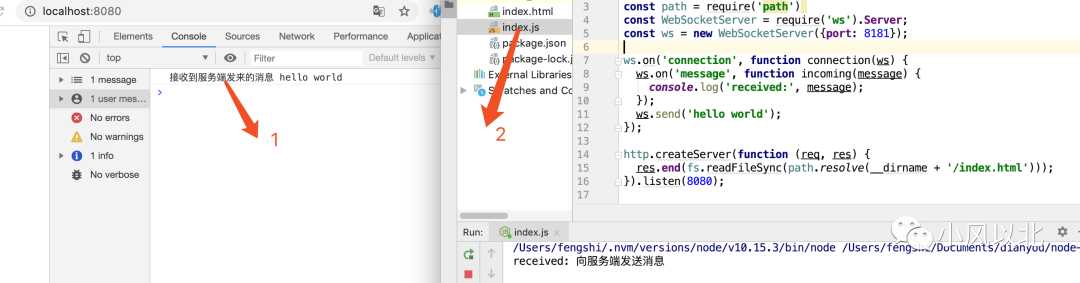 localhost:8080
Elements Console Sources Network Performance Applicat
top Filter Default levels
1 message
1 user mes...
No errors
No warnings
1 info
No verbose
接收到服务端发来的消息 hello world
1
index.html
index.js
package.json
package-lock.j
External Libraries
Scratches and Co
2
3 const path = require('path')
4 const WebSocketServer = require('ws').Server;
5 const ws = new WebSocketServer({port: 8181});
6
7 ws.on('connection', function connection(ws) {
8 ws.on('message', function incoming(message) {
9 console.log('received:', message);
10 });
11 ws.send('hello world');
12 });
13
14 http.createServer(function (req, res) {
15 res.end(fs.readFileSync(path.resolve(__dirname + '/index.html')));
16 }).listen(8080);
17
小风以北
Run: index.js
/Users/fengshi/.nvm/versions/node/v10.15.3/bin/node /Users/fengshi/Documents/dianyou/node-
received: 向服务端发送消息